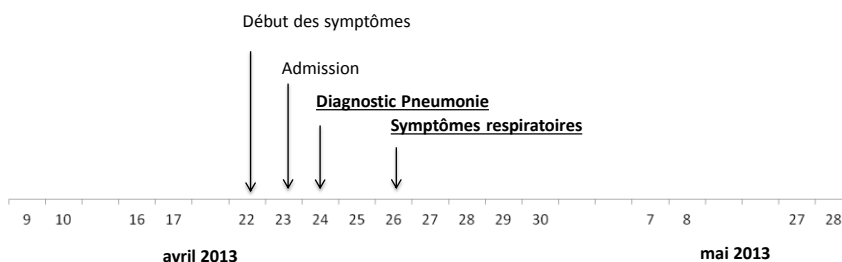 Début des symptômes
Admission
Diagnostic Pneumonie
Symptômes respiratoires
9 10 16 17 22 23 24 25 26 27 28 29 30 7 8 27 28
avril 2013 mai 2013